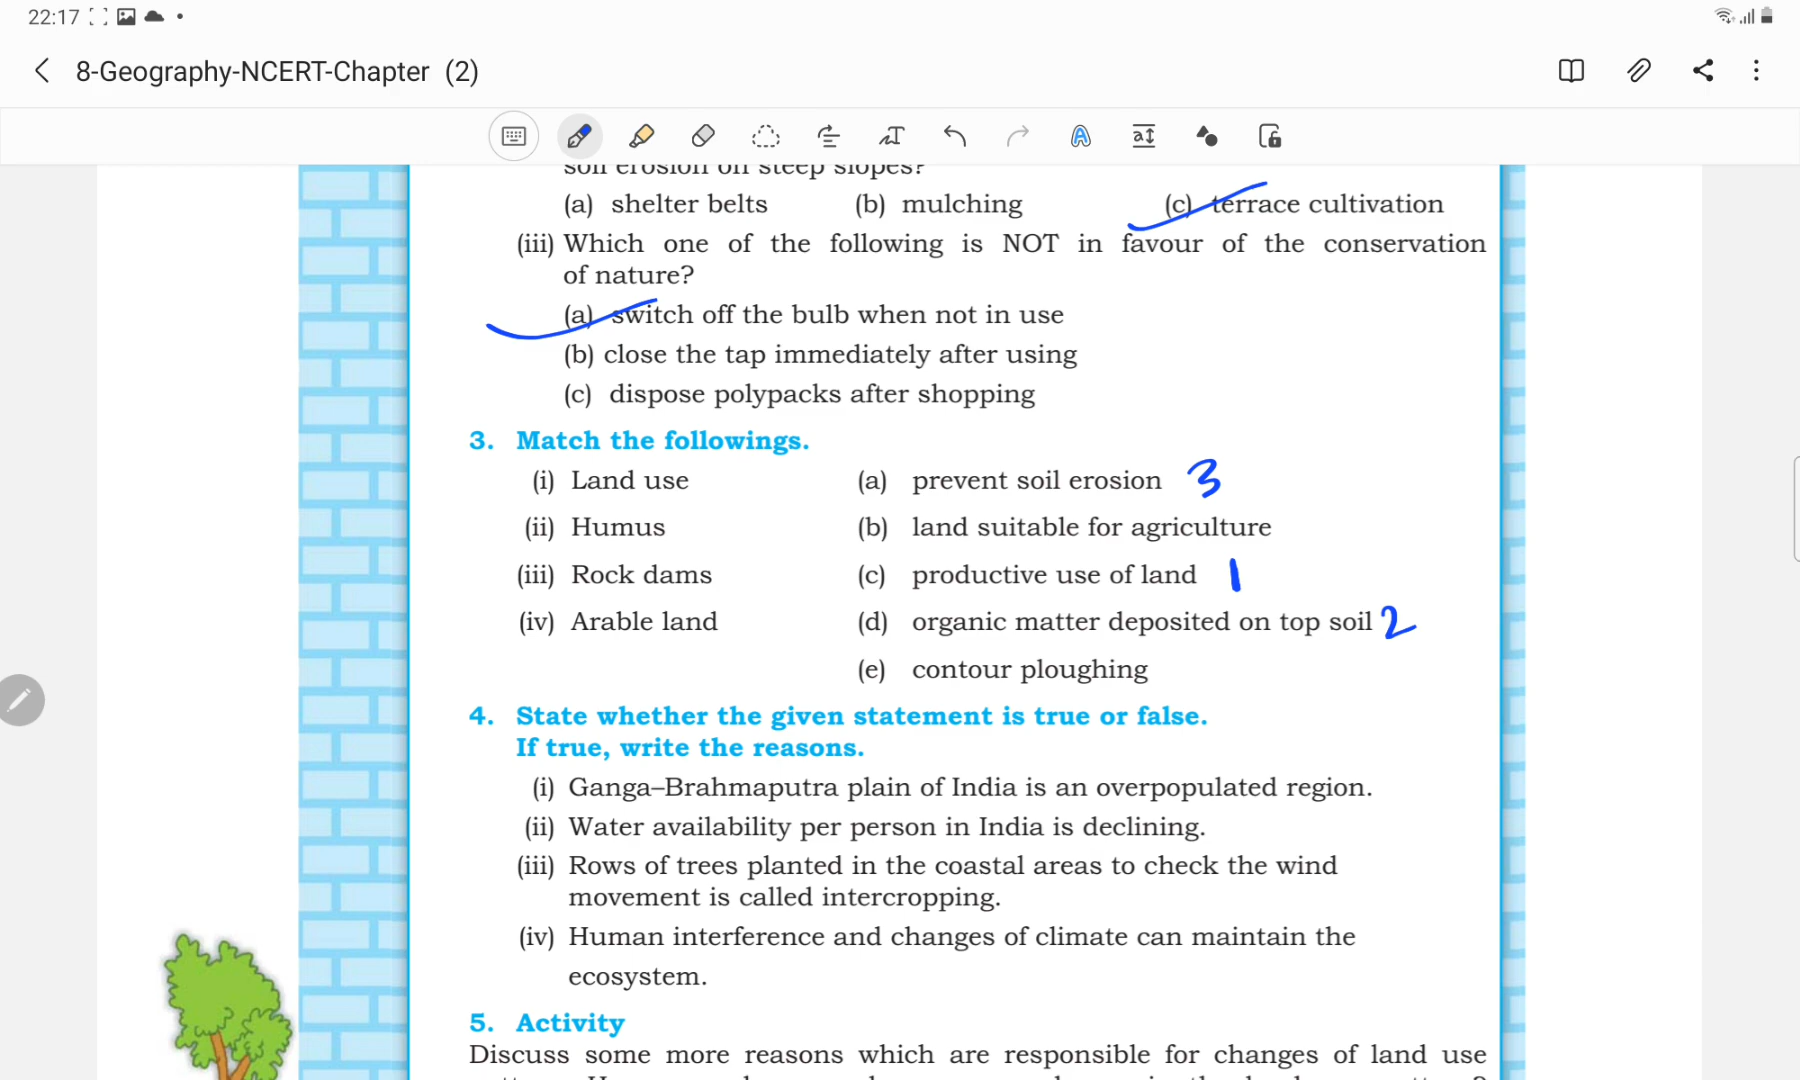 22:17
8-Geography-NCERT-Chapter (2)
soil erosion on steep slopes?
(a) shelter belts (b) mulching (c) terrace cultivation
(iii) Which one of the following is NOT in favour of the conservation
of nature?
(a) switch off the bulb when not in use
(b) close the tap immediately after using
(c) dispose polypacks after shopping
3. Match the followings.
(i) Land use (a) prevent soil erosion 3
(ii) Humus (b) land suitable for agriculture
(iii) Rock dams (c) productive use of land 1
(iv) Arable land (d) organic matter deposited on top soil 2
(e) contour ploughing
4. State whether the given statement is true or false.
If true, write the reasons.
(i) Ganga–Brahmaputra plain of India is an overpopulated region.
(ii) Water availability per person in India is declining.
(iii) Rows of trees planted in the coastal areas to check the wind
movement is called intercropping.
(iv) Human interference and changes of climate can maintain the
ecosystem.
5. Activity
Discuss some more reasons which are responsible for changes of land use